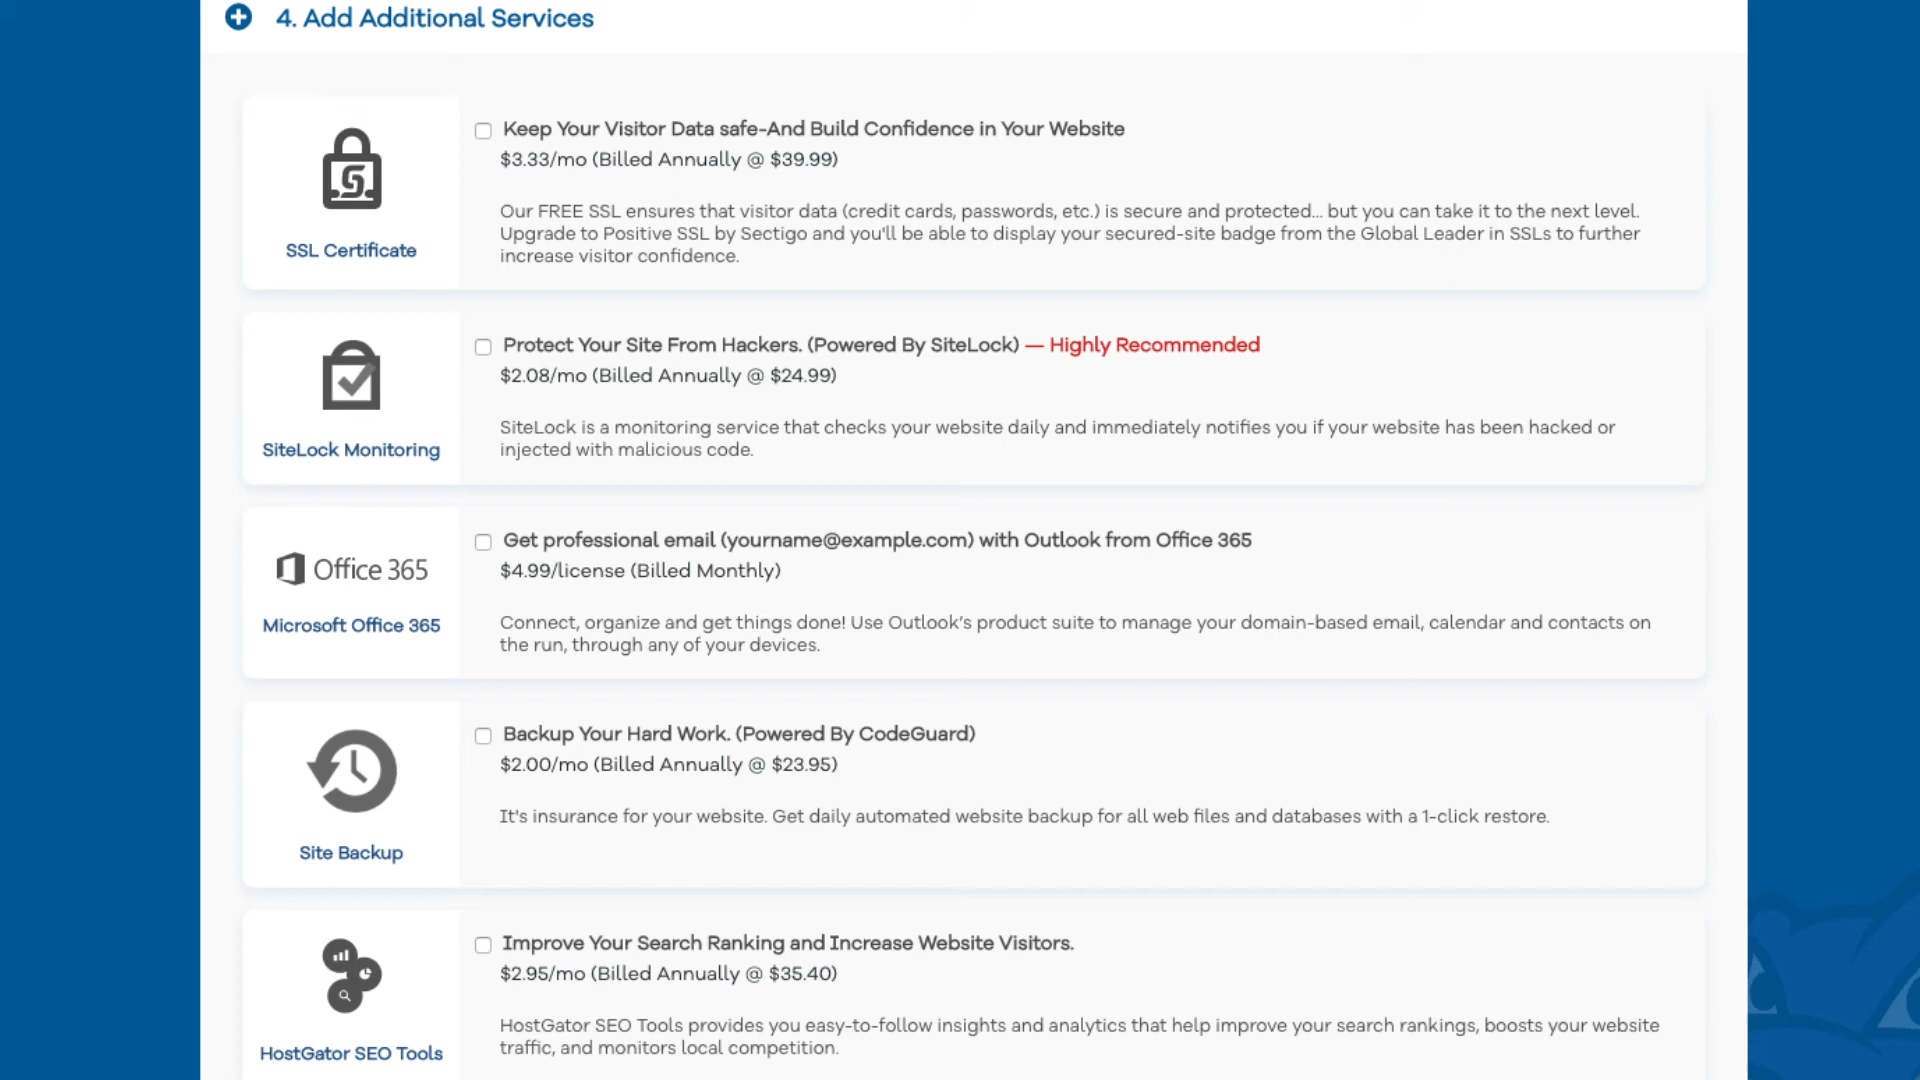 4. Add Additional Services
Keep Your Visitor Data safe-And Build Confidence in Your Website
$3.33/mo (Billed Annually @ $39.99)
Our FREE SSL ensures that visitor data (credit cards, passwords, etc.) is secure and protected... but you can take it to the next level.
Upgrade to Positive SSL by Sectigo and you'll be able to display your secured-site badge from the Global Leader in SSLs to further
increase visitor confidence.
SSL Certificate
Protect Your Site From Hackers. (Powered By SiteLock) — Highly Recommended
$2.08/mo (Billed Annually @ $24.99)
SiteLock is a monitoring service that checks your website daily and immediately notifies you if your website has been hacked or
injected with malicious code.
SiteLock Monitoring
Get professional email (yourname@example.com) with Outlook from Office 365
$4.99/license (Billed Monthly)
Office 365
Connect, organize and get things done! Use Outlook's product suite to manage your domain-based email, calendar and contacts on
the run, through any of your devices.
Microsoft Office 365
Backup Your Hard Work. (Powered By CodeGuard)
$2.00/mo (Billed Annually @ $23.95)
It's insurance for your website. Get daily automated website backup for all web files and databases with a 1-click restore.
Site Backup
Improve Your Search Ranking and Increase Website Visitors.
$2.95/mo (Billed Annually @ $35.40)
HostGator SEO Tools provides you easy-to-follow insights and analytics that help improve your search rankings, boosts your website
traffic, and monitors local competition.
HostGator SEO Tools